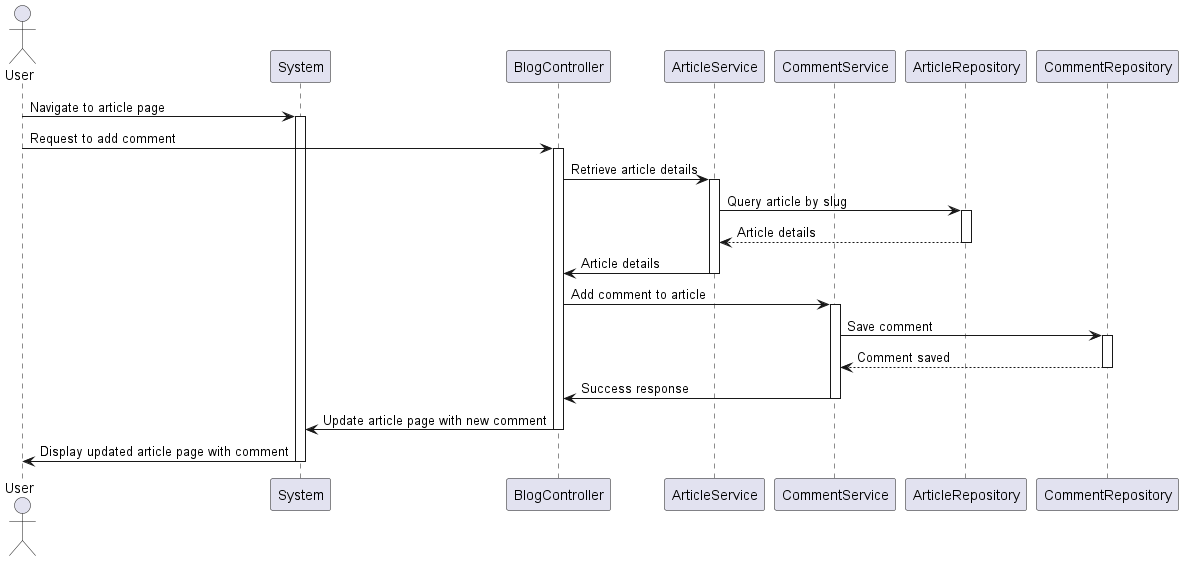 User
System
BlogController
ArticleService
CommentService
ArticleRepository
CommentRepository
Navigate to article page
Request to add comment
Retrieve article details
Query article by slug
Article details
Article details
Add comment to article
Save comment
Comment saved
Success response
Update article page with new comment
Display updated article page with comment
User
System
BlogController
ArticleService
CommentService
ArticleRepository
CommentRepository